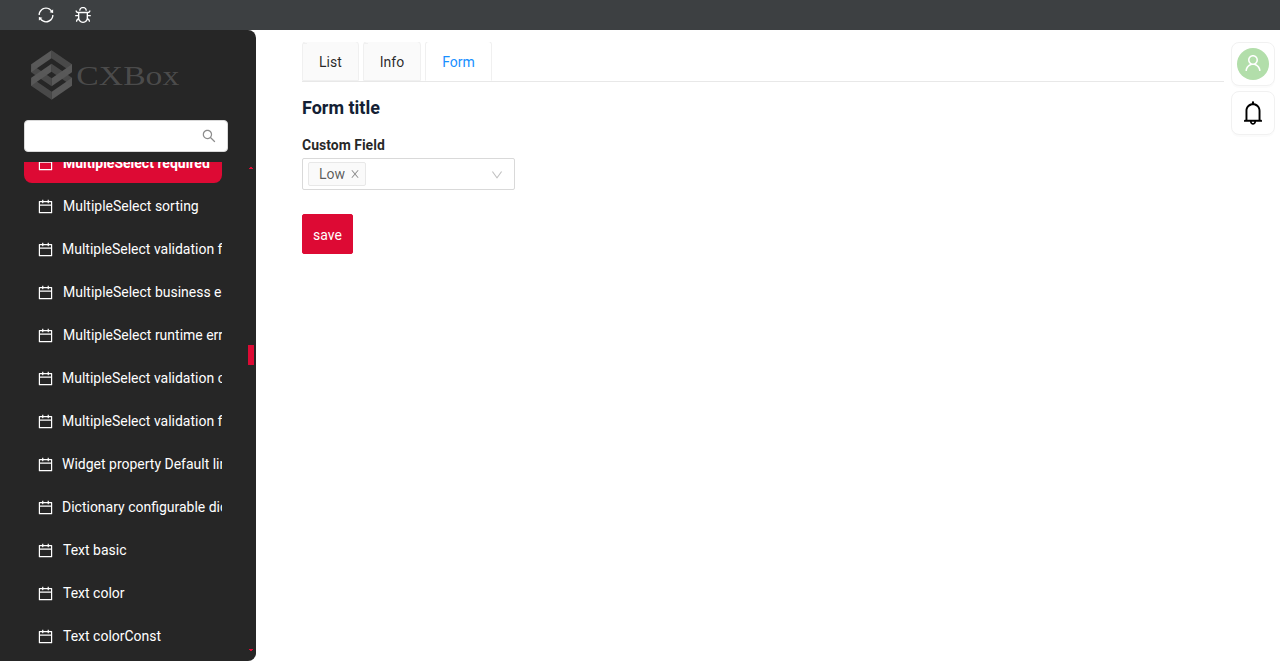 CXBox
MultipleSelect required
MultipleSelect sorting
MultipleSelect validation f
MultipleSelect business e
MultipleSelect runtime err
MultipleSelect validation c
MultipleSelect validation f
Widget property Default li
Dictionary configurable di
Text basic
Text color
Text colorConst
List
Info
Form
Form title
Custom Field
Low
save